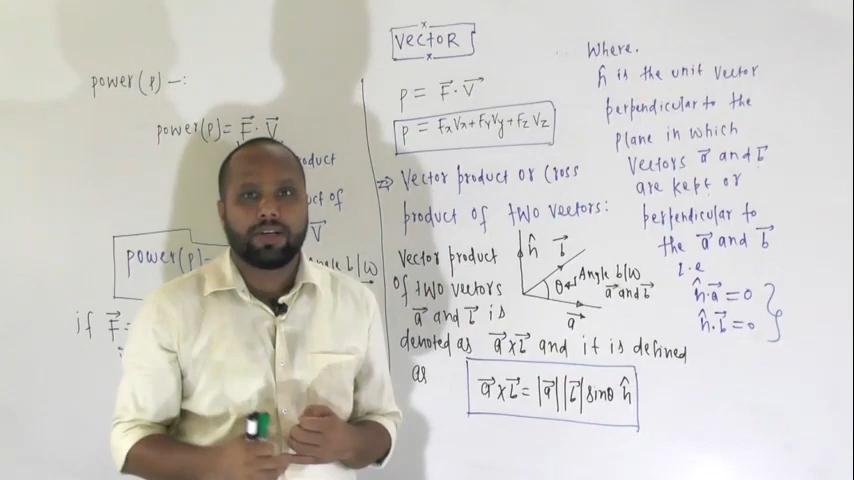 VECTOR
power(p) -:
power(p) = F⃗ . V⃗
roduct
uct of
V⃗
power(p) =
Angle b/w
if F⃗ =
p = F⃗ . V⃗
p = FxVx + FyVy + FzVz
⇒ Vector product or Cross
product of two vectors:
Vector product
of two vectors
a⃗ and b⃗ is
denoted as a⃗ x b⃗ and it is defined
as
n̂
b⃗
θ
Angle b/w
a⃗ and b⃗
a⃗
a⃗ x b⃗ = |a⃗| |b⃗| sinθ n̂
Where.
n̂ is the unit vector
perpendicular to the
plane in which
vectors a⃗ and b⃗
are kept or
perpendicular to
the a⃗ and b⃗
i.e
n̂.a⃗ = 0
n̂.b⃗ = 0